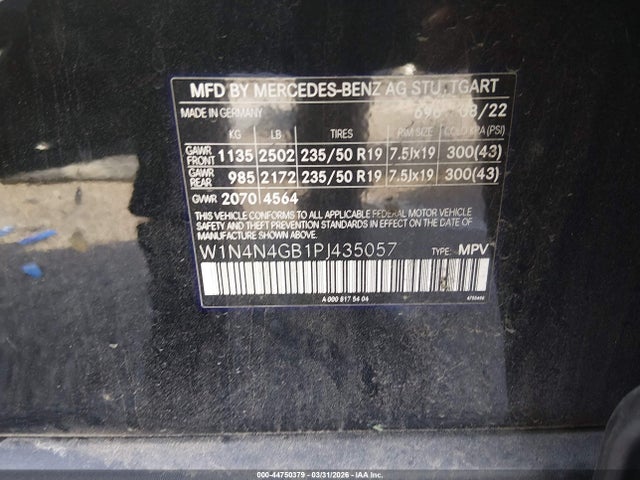 MFD BY MERCEDES-BENZ AG STUTTGART
MADE IN GERMANY 08/22
KG LB TIRES RIM SIZE COLD KPA (PSI)
GAWR FRONT 1135 2502 235/50 R19 7.5Jx19 300(43)
GAWR REAR 985 2172 235/50 R19 7.5Jx19 300(43)
GVWR 2070 4564
THIS VEHICLE CONFORMS TO ALL APPLICABLE FEDERAL MOTOR VEHICLE
SAFETY AND THEFT PREVENTION STANDARDS IN EFFECT ON THE DATE OF
MANUFACTURE SHOWN ABOVE.
W1N4N4GB1PJ435057 TYPE: MPV
A 000 817 54 04
000-44750379 - 03/31/2026 - © IAA, LLC